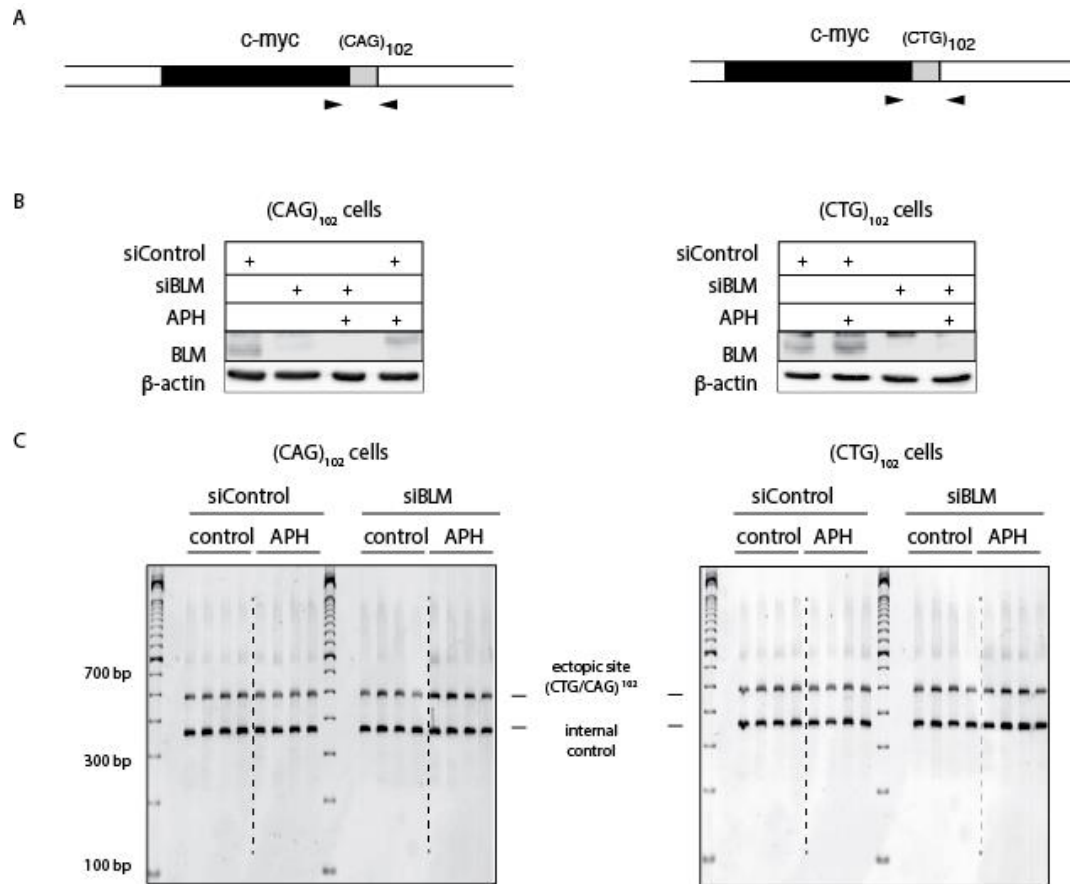 A
c-myc (CAG)102
c-myc (CTG)102
B
(CAG)102 cells
siControl + +
siBLM + +
APH + +
BLM
β-actin
(CTG)102 cells
siControl + +
siBLM + +
APH + +
BLM
β-actin
C
(CAG)102 cells
siControl siBLM
control APH control APH
700 bp
300 bp
100 bp
ectopic site
(CTG/CAG)102
internal
control
(CTG)102 cells
siControl siBLM
control APH control APH